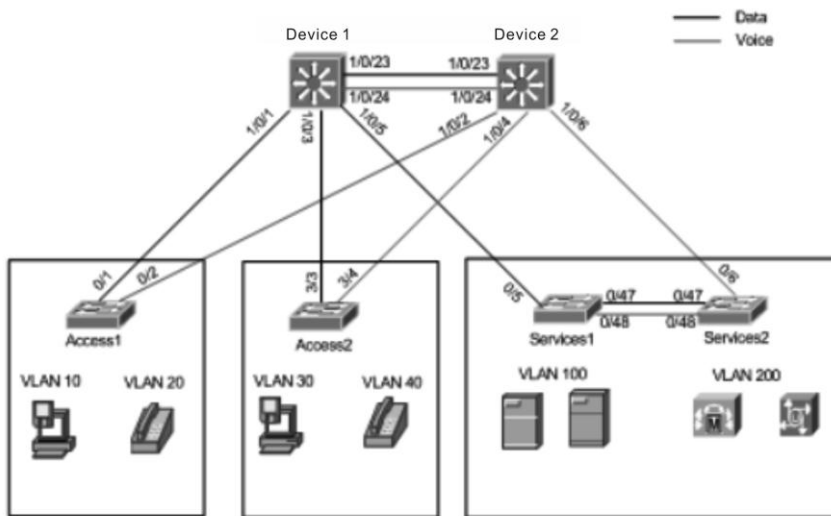 Data
Voice
Device 1
Device 2
1/0/23
1/0/23
1/0/24
1/0/24
1/0/1
1/0/3
1/0/5
1/0/2
1/0/4
1/0/6
0/1
0/2
3/3
3/4
0/5
0/6
0/47
0/47
0/48
0/48
Access1
Access2
Services1
Services2
VLAN 10
VLAN 20
VLAN 30
VLAN 40
VLAN 100
VLAN 200
M